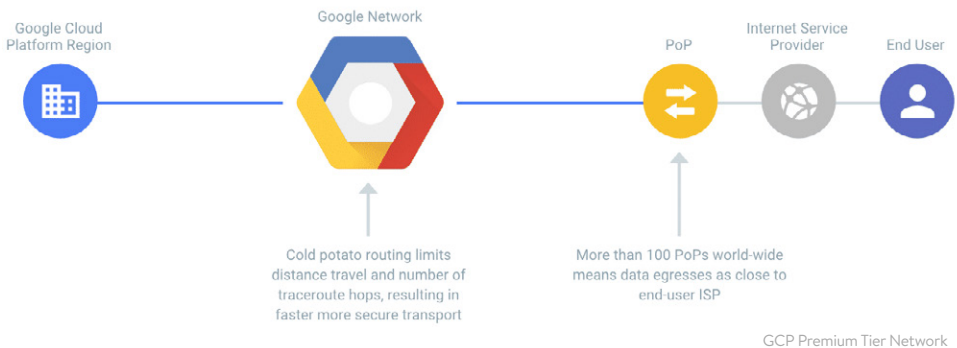 Google Cloud
Platform Region
Google Network
PoP
Internet Service
Provider
End User
Cold potato routing limits
distance travel and number of
traceroute hops, resulting in
faster more secure transport
More than 100 PoPs world-wide
means data egresses as close to
end-user ISP
GCP Premium Tier Network